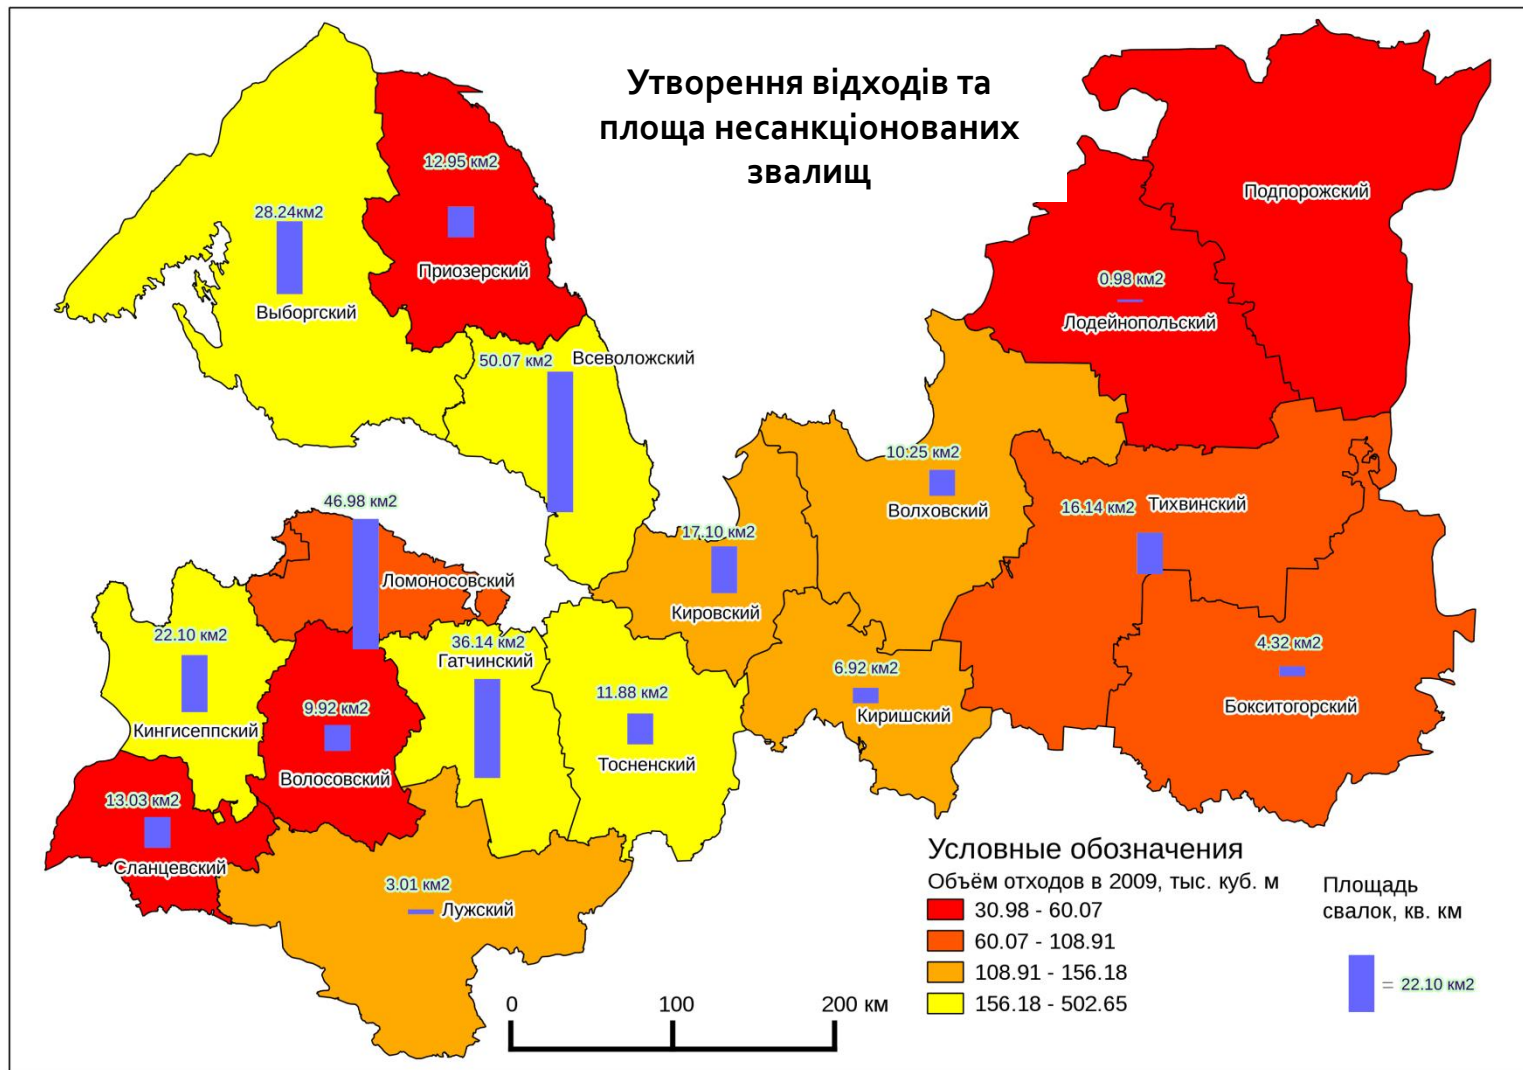 Утворення відходів та
площа несанкціонованих
звалищ
12.95 км2
Подпорожский
28.24км2
Приозерский
0.98 км2
Выборгский
Лодейнопольский
50.07 км2
Всеволожский
10.25 км2
46.98 км2
Волховский
16.14 км2
Тихвинский
17.10 км2
Ломоносовский
Кировский
22.10 км2
36.14 км2
Гатчинский
6.92 км2
4.32 км2
11.88 км2
9.92 км2
Киришский
Бокситогорский
Кингисеппский
Тосненский
Волосовский
13.03 км2
Сланцевский
3.01 км2
Лужский
Условные обозначения
Объём отходов в 2009, тыс. куб. м
30.98 - 60.07
60.07 - 108.91
108.91 - 156.18
156.18 - 502.65
Площадь
свалок, кв. км
= 22.10 км2
0 100 200 км